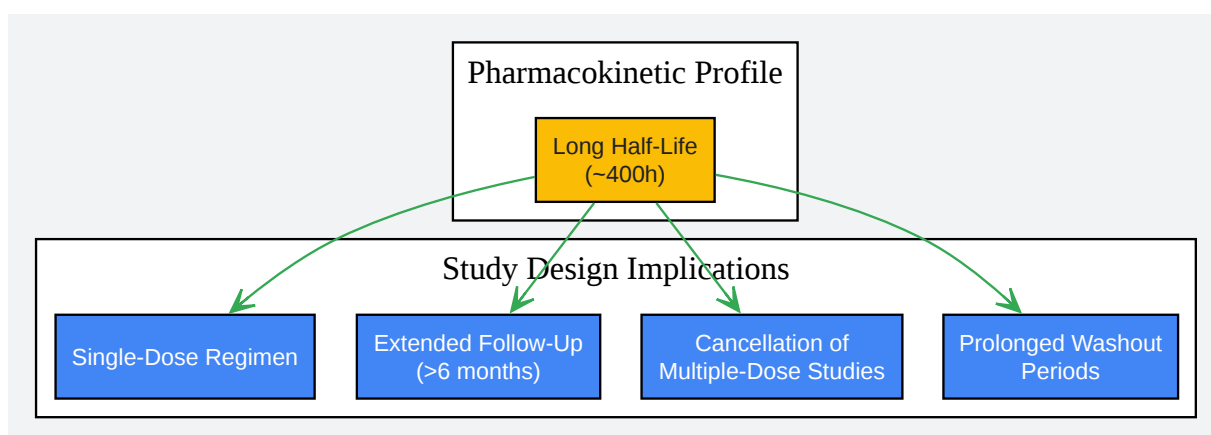 Pharmacokinetic Profile
Long Half-Life
(~400h)
Study Design Implications
Single-Dose Regimen
Extended Follow-Up
(>6 months)
Cancellation of
Multiple-Dose Studies
Prolonged Washout
Periods